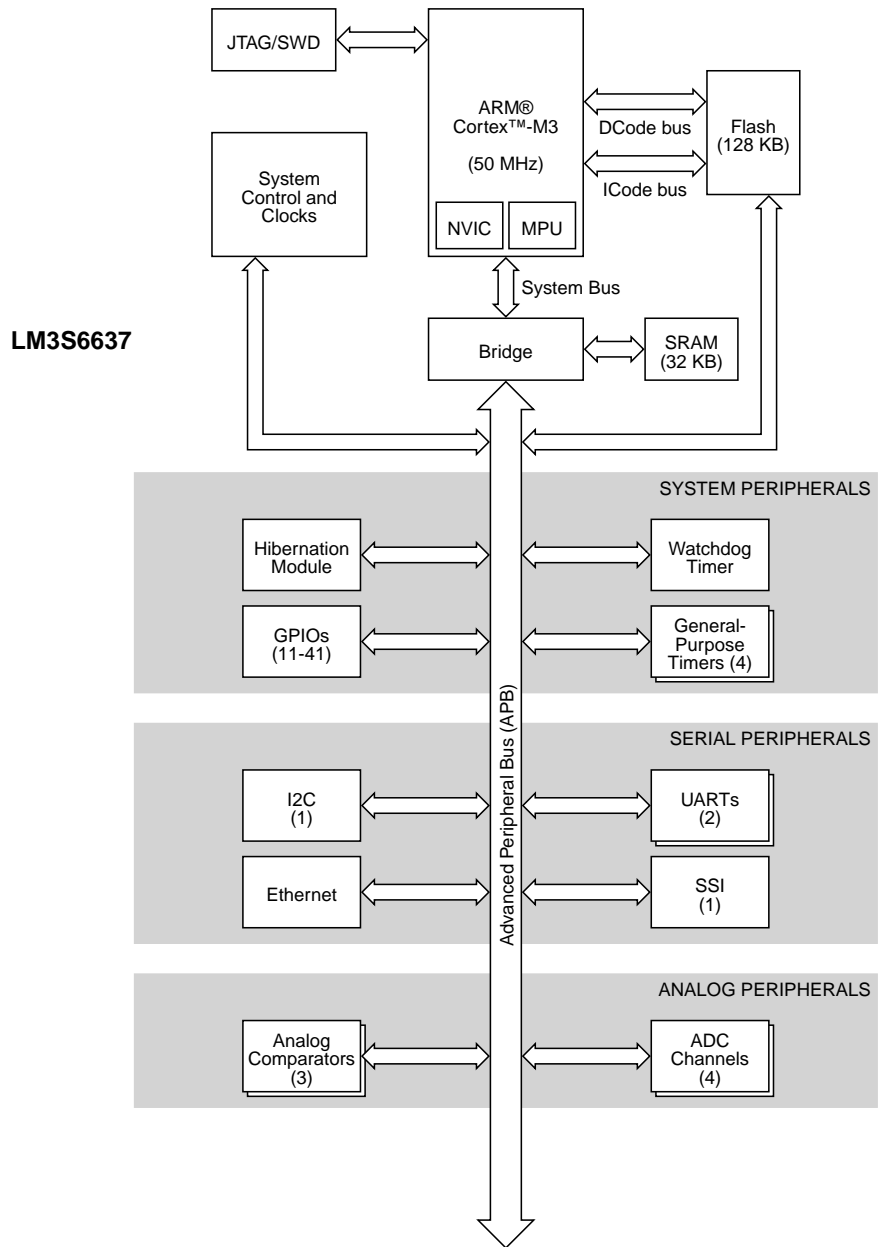 JTAG/SWD
ARM®
Cortex™-M3
(50 MHz)
NVIC
MPU
DCode bus
ICode bus
Flash
(128 KB)
System
Control and
Clocks
System Bus
LM3S6637
Bridge
SRAM
(32 KB)
SYSTEM PERIPHERALS
Hibernation
Module
Watchdog
Timer
GPIOs
(11-41)
General-
Purpose
Timers (4)
Advanced Peripheral Bus (APB)
SERIAL PERIPHERALS
I2C
(1)
UARTs
(2)
Ethernet
SSI
(1)
ANALOG PERIPHERALS
Analog
Comparators
(3)
ADC
Channels
(4)